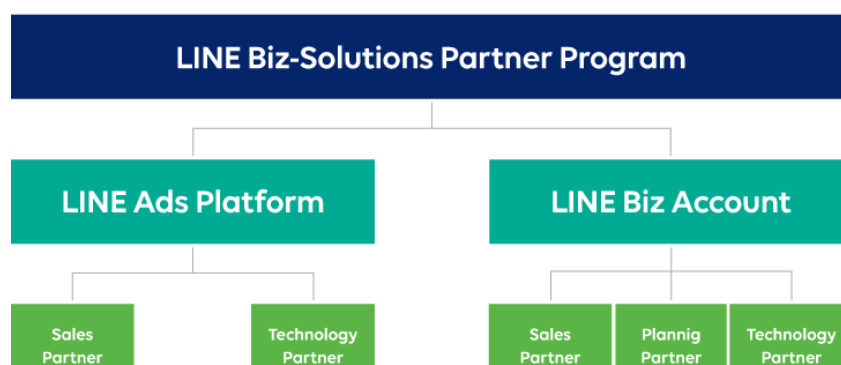 LINE Biz-Solutions Partner Program
LINE Ads Platform
LINE Biz Account
Sales
Partner
Technology
Partner
Sales
Partner
Plannig
Partner
Technology
Partner